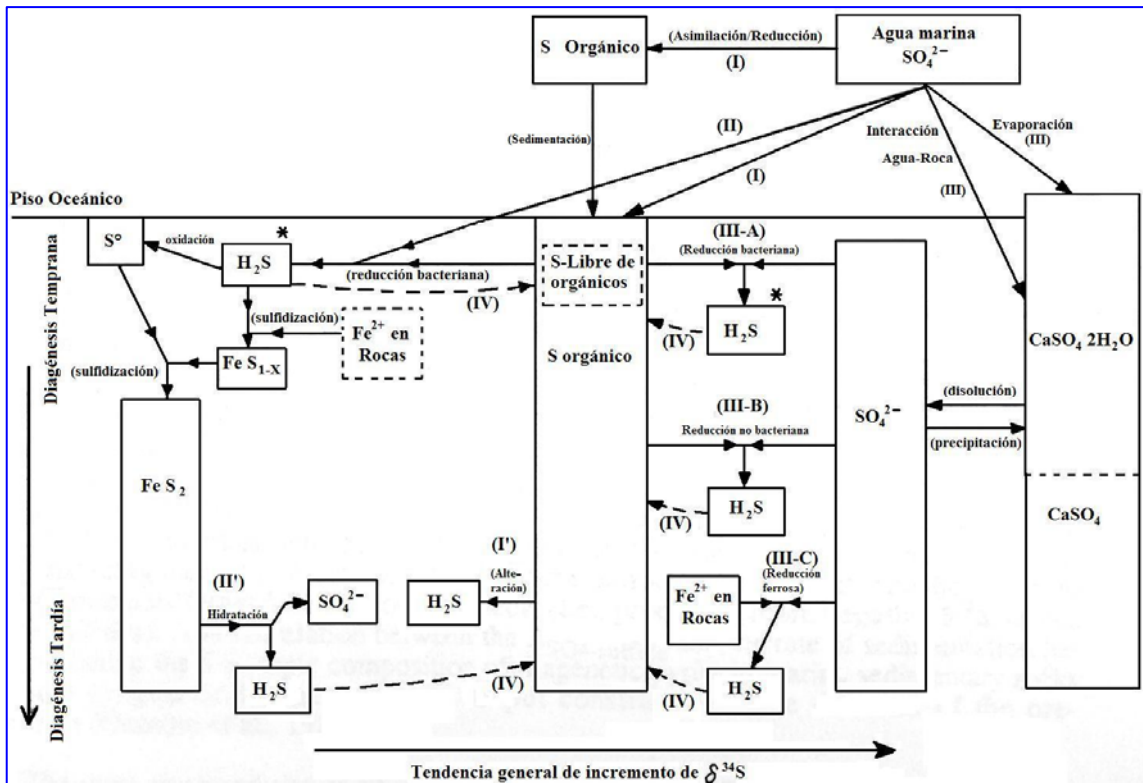 S Orgánico
(Asimilación/Reducción)
(I)
Agua marina
SO₄²⁻
(Sedimentación)
(II)
(I)
Interacción
Agua-Roca
(III)
Evaporación
(III)
Piso Oceánico
Diagénesis Temprana
Diagénesis Tardía
S°
oxidación
*
H₂S
(reducción bacteriana)
(IV)
(sulfidización)
Fe²⁺ en
Rocas
Fe S₁₋ₓ
(sulfidización)
Fe S₂
S-Libre de
orgánicos
S orgánico
(III-A)
(Reducción bacteriana)
*
H₂S
(IV)
(III-B)
Reducción no bacteriana
H₂S
(IV)
SO₄²⁻
(disolución)
(precipitación)
CaSO₄ 2H₂O
CaSO₄
(II')
Hidratación
SO₄²⁻
H₂S
(IV)
(I')
(Alte-
ración)
H₂S
(III-C)
(Reducción
ferrosa)
Fe²⁺ en
Rocas
H₂S
(IV)
Tendencia general de incremento de δ³⁴S